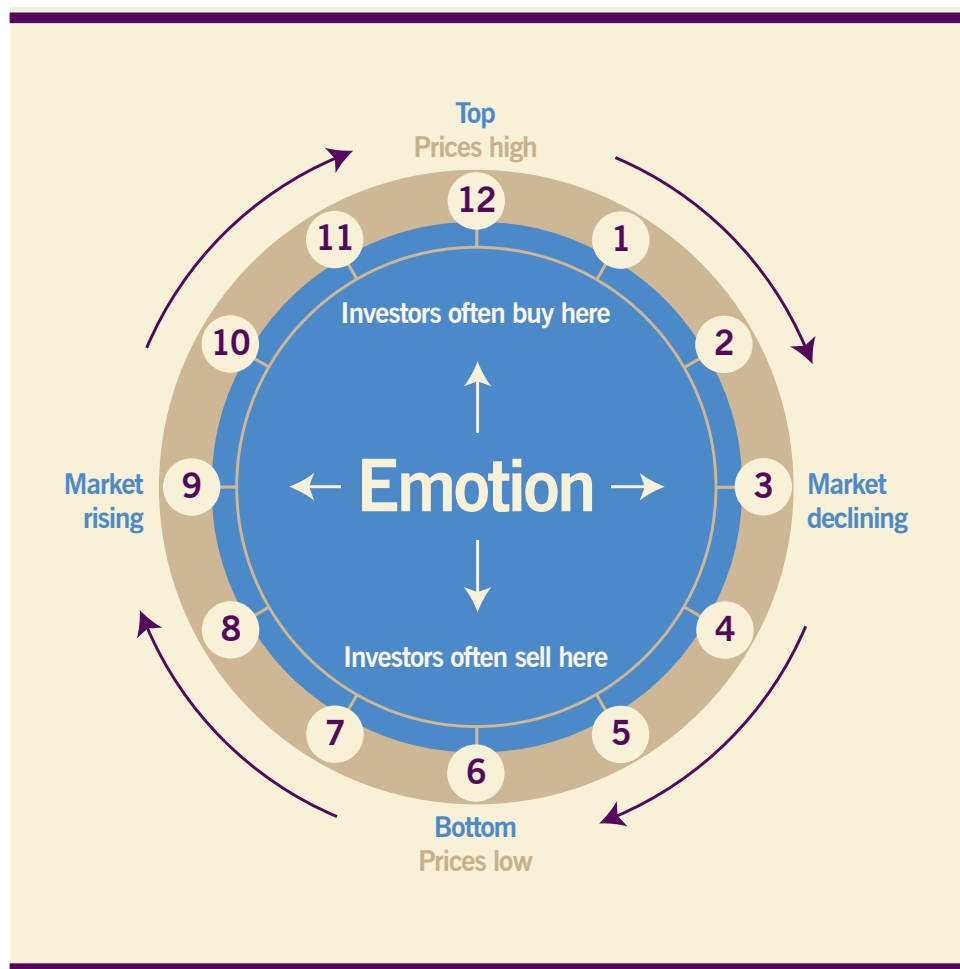 Top
Prices high
12
11
1
Investors often buy here
10
2
Emotion
Market
rising
9
3
Market
declining
8
4
Investors often sell here
7
5
6
Bottom
Prices low